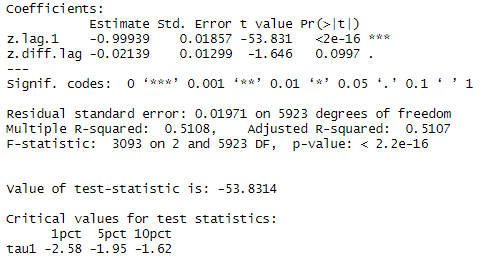 Coefficients:
           Estimate Std. Error t value Pr(>|t|)
z.lag.1    -0.99939    0.01857 -53.831   <2e-16 ***
z.diff.lag -0.02139    0.01299  -1.646   0.0997 .
---
Signif. codes:  0 ‘***’ 0.001 ‘**’ 0.01 ‘*’ 0.05 ‘.’ 0.1 ‘ ’ 1
Residual standard error: 0.01971 on 5923 degrees of freedom
Multiple R-squared:  0.5108,    Adjusted R-squared:  0.5107
F-statistic:  3093 on 2 and 5923 DF,  p-value: < 2.2e-16
Value of test-statistic is: -53.8314
Critical values for test statistics:
      1pct  5pct 10pct
tau1 -2.58 -1.95 -1.62